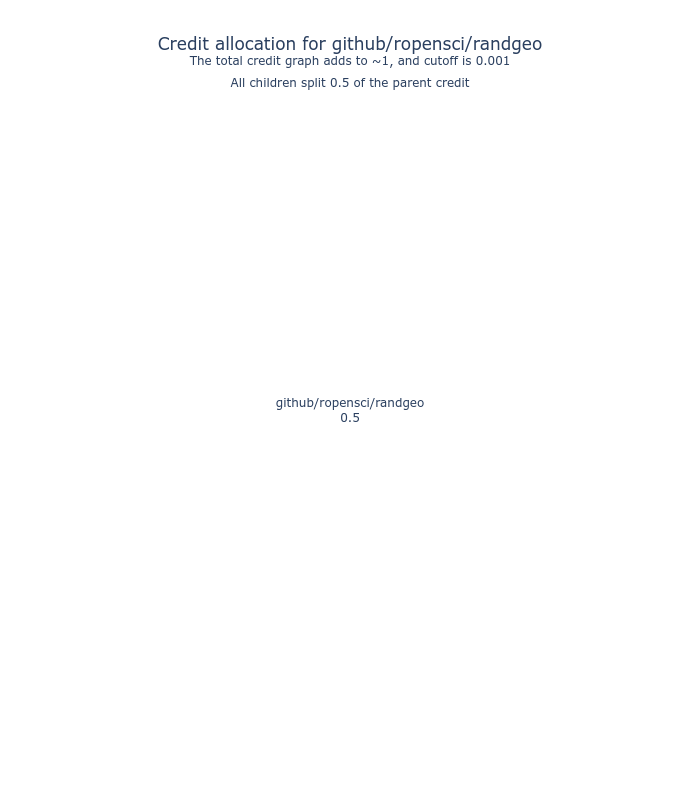 Credit allocation for github/ropensci/randgeo
The total credit graph adds to ~1, and cutoff is 0.001
All children split 0.5 of the parent credit
github/ropensci/randgeo
0.5